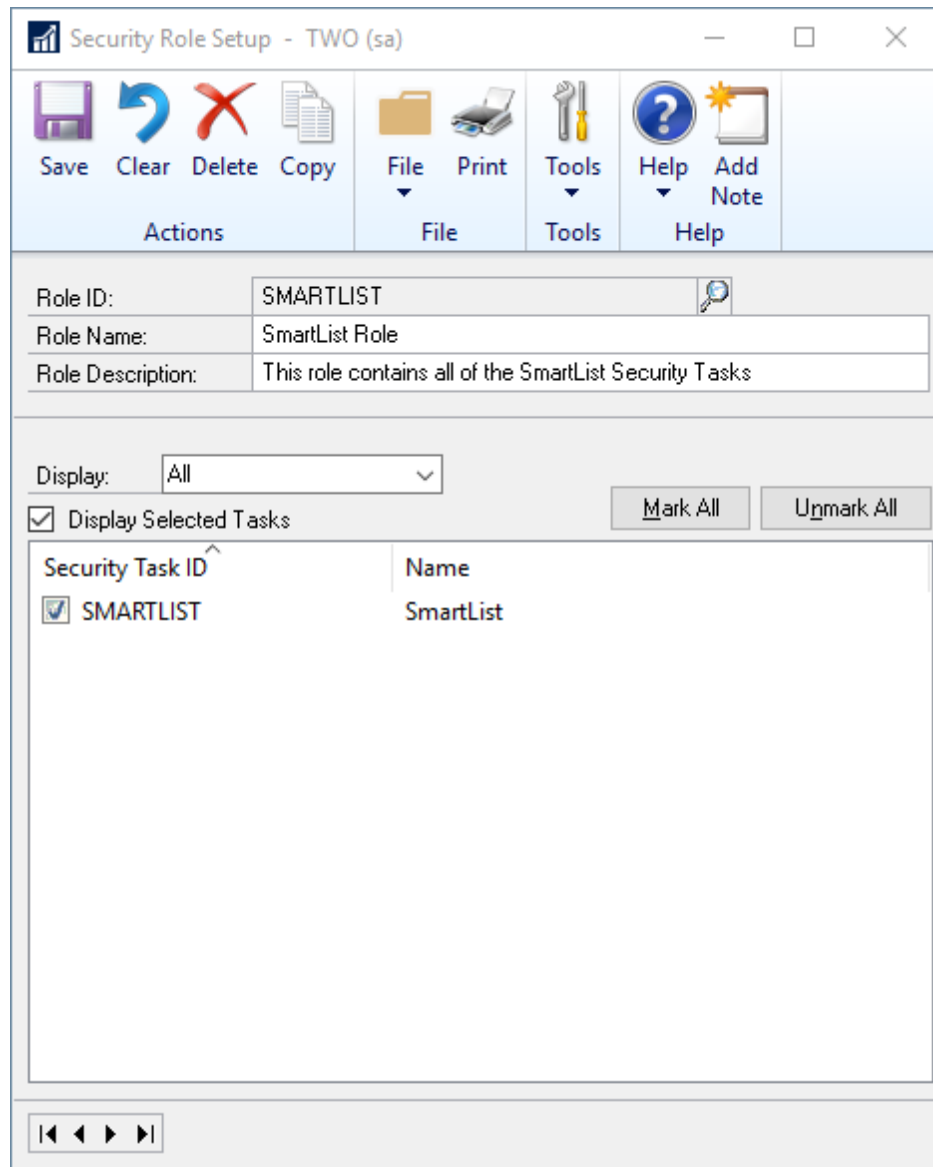 Security Role Setup - TWO (sa)
Save Clear Delete Copy File Print Tools Help Add Note
Actions File Tools Help
Role ID: SMARTLIST
Role Name: SmartList Role
Role Description: This role contains all of the SmartList Security Tasks
Display: All
Display Selected Tasks Mark All Unmark All
Security Task ID Name
SMARTLIST SmartList